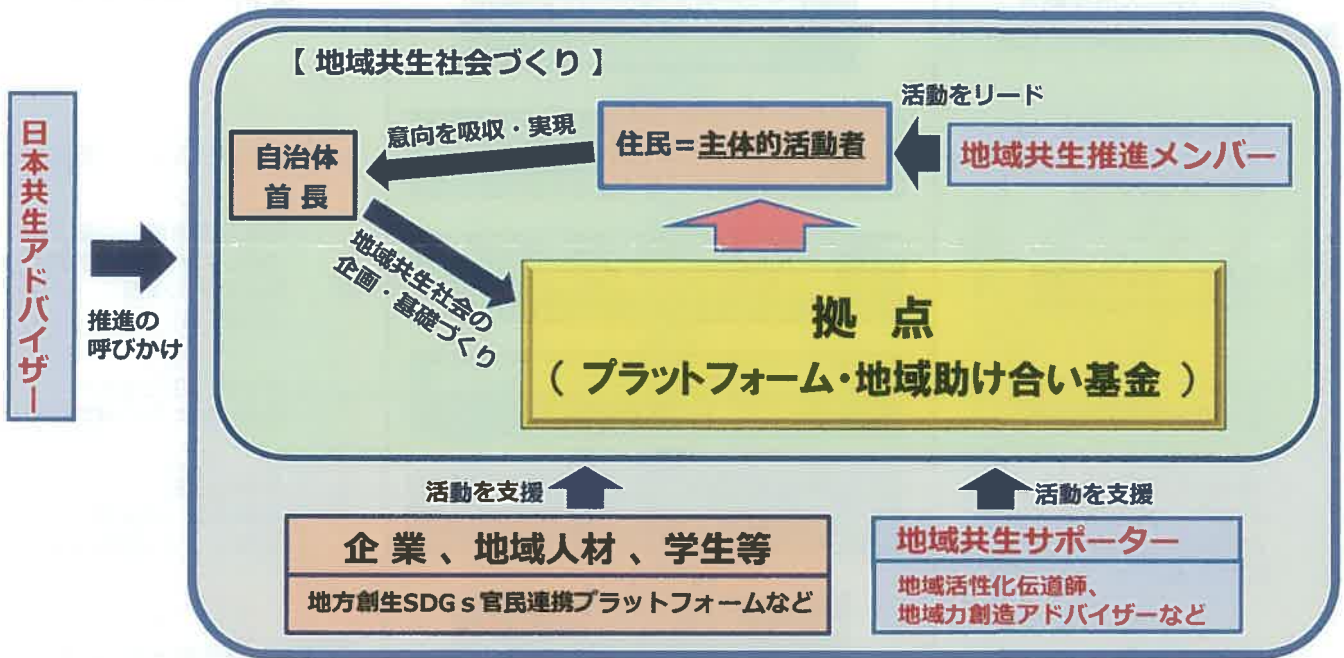 【 地域共生社会づくり 】
日本共生アドバイザー
推進の
呼びかけ
自治体
首 長
意向を吸収・実現
住民=主体的活動者
活動をリード
地域共生推進メンバー
地域共生社会の
企画・基礎づくり
拠 点
( プラットフォーム・地域助け合い基金 )
活動を支援
活動を支援
企 業 、地域人材 、学生等
地方創生SDGs官民連携プラットフォームなど
地域共生サポーター
地域活性化伝道師、
地域力創造アドバイザーなど